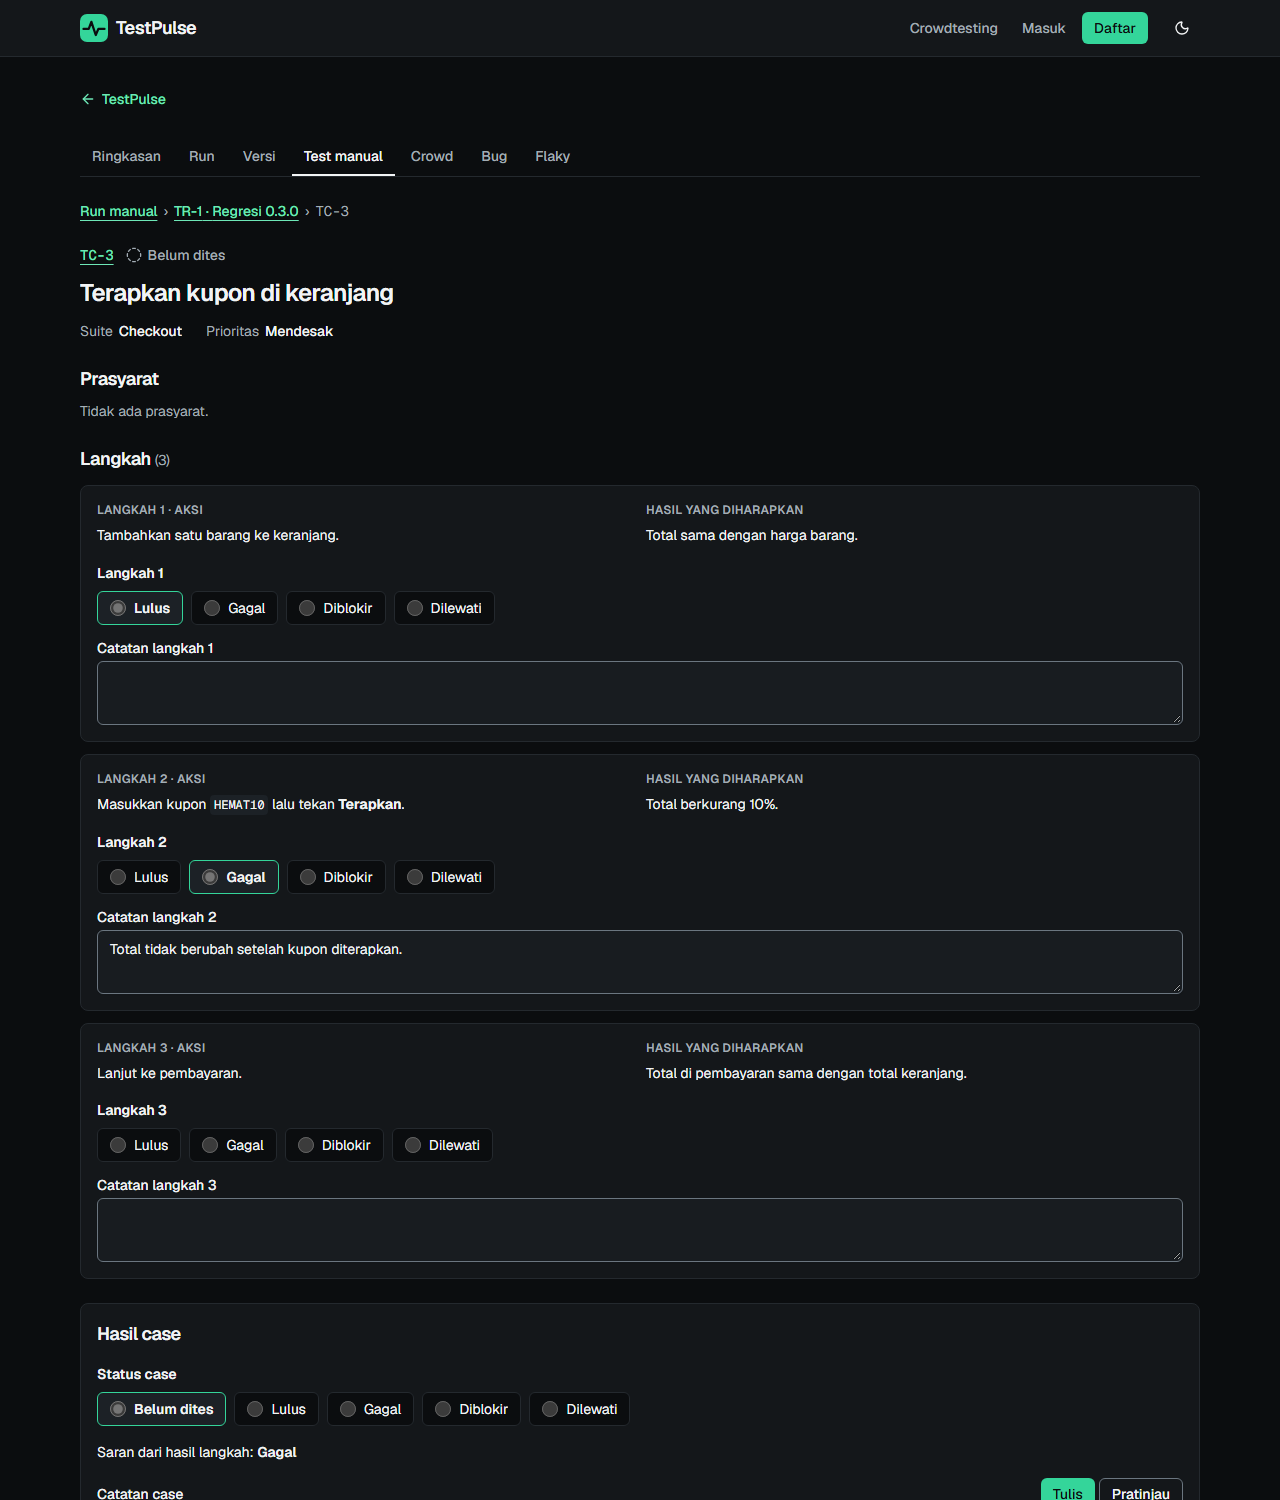 TestPulse
Crowdtesting
Masuk
Daftar
← TestPulse
Ringkasan
Run
Versi
Test manual
Crowd
Bug
Flaky
Run manual › TR-1 · Regresi 0.3.0 › TC-3
TC-3 Belum dites
Terapkan kupon di keranjang
Suite Checkout Prioritas Mendesak
Prasyarat
Tidak ada prasyarat.
Langkah (3)
LANGKAH 1 · AKSI
Tambahkan satu barang ke keranjang.
HASIL YANG DIHARAPKAN
Total sama dengan harga barang.
Langkah 1
Lulus
Gagal
Diblokir
Dilewati
Catatan langkah 1
LANGKAH 2 · AKSI
Masukkan kupon HEMAT10 lalu tekan Terapkan.
HASIL YANG DIHARAPKAN
Total berkurang 10%.
Langkah 2
Lulus
Gagal
Diblokir
Dilewati
Catatan langkah 2
Total tidak berubah setelah kupon diterapkan.
LANGKAH 3 · AKSI
Lanjut ke pembayaran.
HASIL YANG DIHARAPKAN
Total di pembayaran sama dengan total keranjang.
Langkah 3
Lulus
Gagal
Diblokir
Dilewati
Catatan langkah 3
Hasil case
Status case
Belum dites
Lulus
Gagal
Diblokir
Dilewati
Saran dari hasil langkah: Gagal
Catatan case
Tulis
Pratinjau